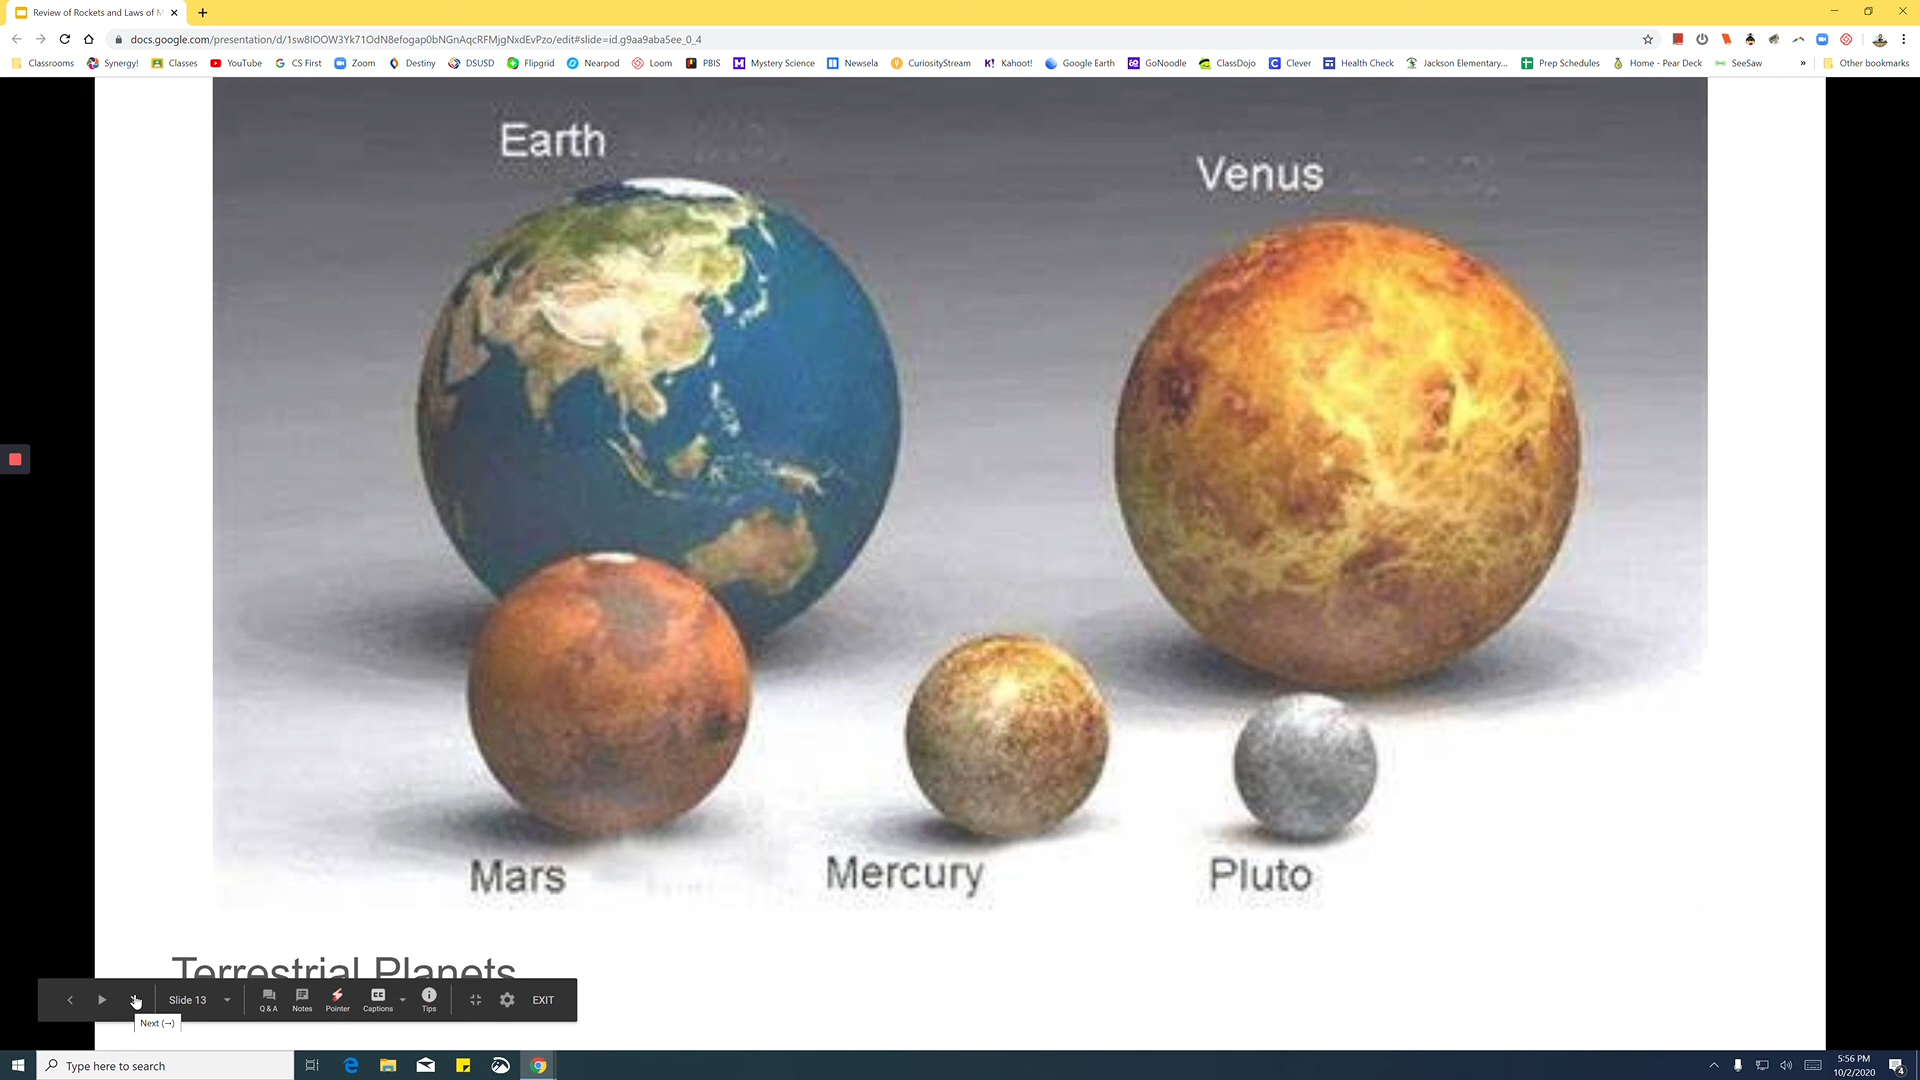 Review of Rockets and Laws of M
docs.google.com/presentation/d/1sw8IOOW3Yk71OdN8efogap0bNGnAqcRFMjgNxdEvPzo/edit#slide=id.g9aa9aba5ee_0_4
Classrooms Synergy! Classes YouTube CS First Zoom Destiny DSUSD Flipgrid Nearpod Loom PBIS Mystery Science Newsela CuriosityStream Kahoot! Google Earth GoNoodle ClassDojo Clever Health Check Jackson Elementary... Prep Schedules Home - Pear Deck SeeSaw » Other bookmarks
Earth
Venus
Mars
Mercury
Pluto
Terrestrial Planets
Slide 13 Q & A Notes Pointer Captions Tips EXIT
Next (→)
Type here to search
5:56 PM
10/2/2020
4